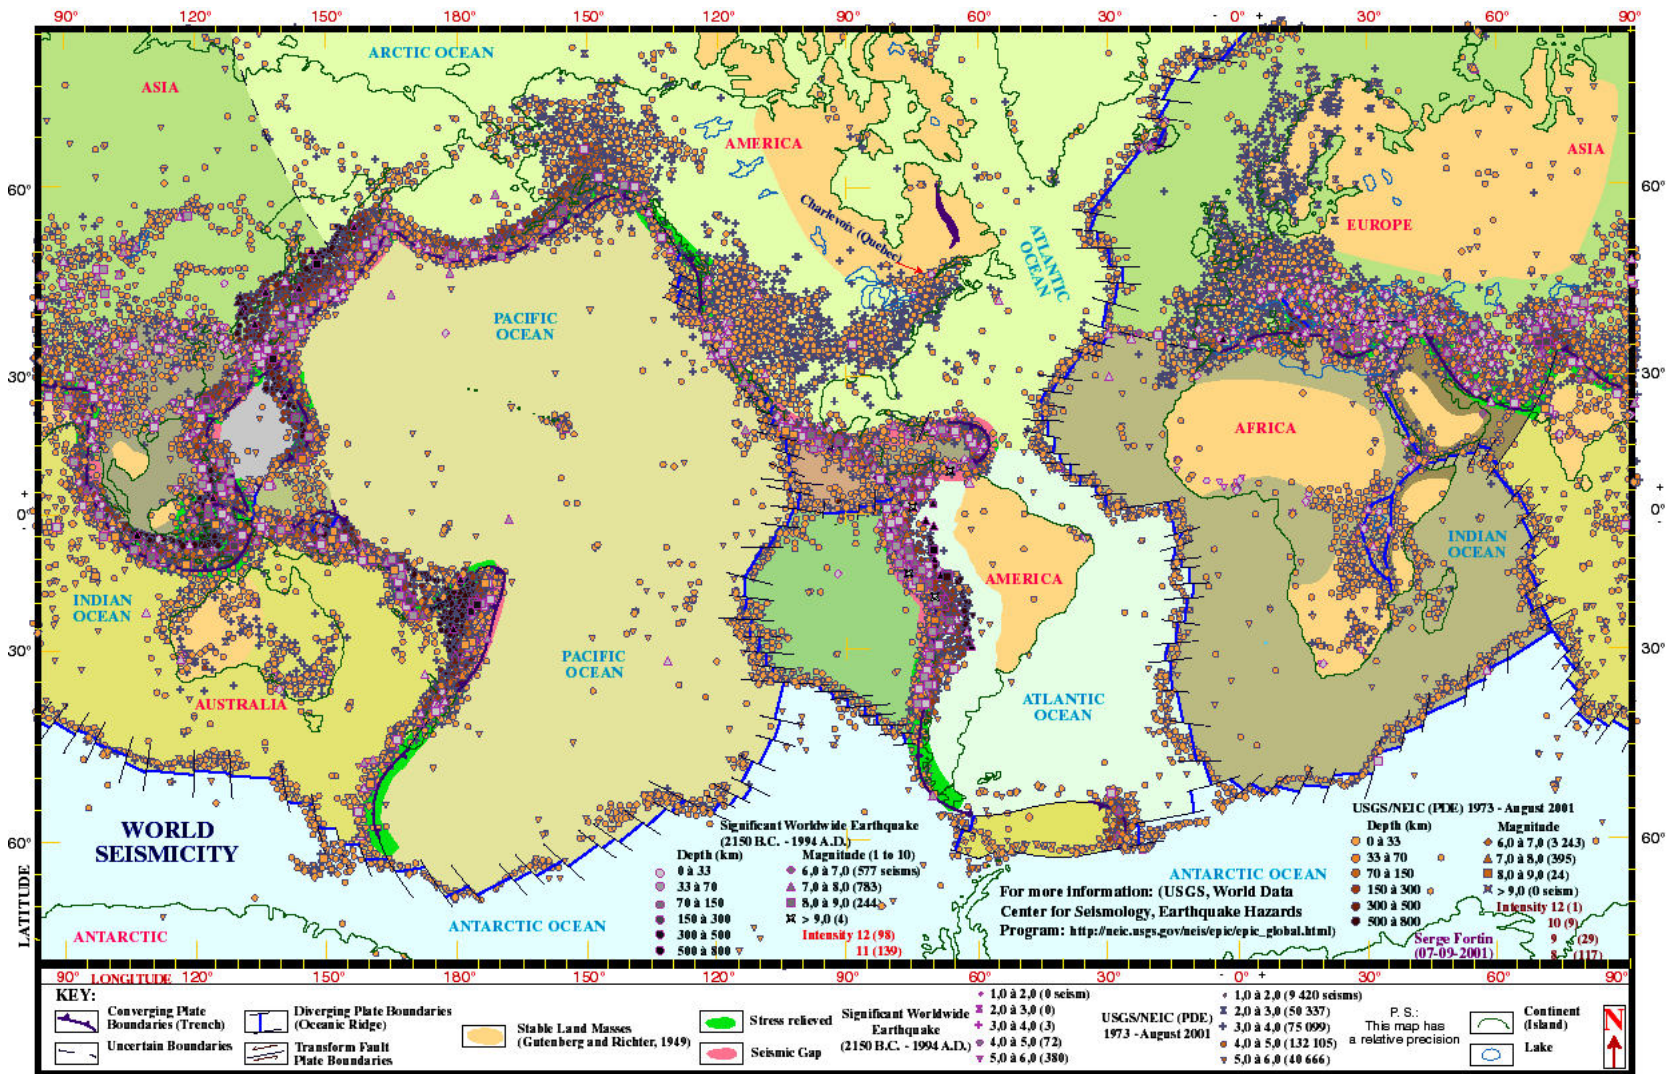 90° 120° 150° 180° 150° 120° 90° 60° 30° - 0° + 30° 60° 90°
ARCTIC OCEAN
ASIA
AMERICA
ASIA
60°
60°
Charlevoix (Quebec)
EUROPE
ATLANTIC
OCEAN
PACIFIC
OCEAN
30°
30°
AFRICA
+
0°
-
+
0°
-
INDIAN
OCEAN
AMERICA
INDIAN
OCEAN
30°
30°
PACIFIC
OCEAN
AUSTRALIA
ATLANTIC
OCEAN
WORLD
SEISMICITY
60°
60°
LATITUDE
Significant Worldwide Earthquake
(2150 B.C. - 1994 A.D.)
Depth (km)
0 à 33
33 à 70
70 à 150
150 à 300
300 à 500
500 à 800
Magnitude (1 to 10)
6,0 à 7,0 (577 seisms)
7,0 à 8,0 (783)
8,0 à 9,0 (244)
> 9,0 (4)
Intensity 12 (98)
11 (139)
USGS/NEIC (PDE) 1973 - August 2001
Depth (km)
0 à 33
33 à 70
70 à 150
150 à 300
300 à 500
500 à 800
Magnitude
6,0 à 7,0 (3 243)
7,0 à 8,0 (395)
8,0 à 9,0 (24)
> 9,0 (0 seism)
Intensity 12 (1)
10 (9)
9 (29)
8 (117)
ANTARCTIC OCEAN
For more information: (USGS, World Data
Center for Seismology, Earthquake Hazards
Program: http://neic.usgs.gov/neis/epic/epic_global.html)
Serge Fortin
(07-09-2001)
ANTARCTIC OCEAN
ANTARCTIC
90° LONGITUDE 120° 150° 180° 150° 120° 90° 60° 30° - 0° + 30° 60° 90°
KEY:
Converging Plate
Boundaries (Trench)
Uncertain Boundaries
Diverging Plate Boundaries
(Oceanic Ridge)
Transform Fault
Plate Boundaries
Stable Land Masses
(Gutenberg and Richter, 1949)
Stress relieved
Seismic Gap
Significant Worldwide
Earthquake
(2150 B.C. - 1994 A.D.)
1,0 à 2,0 (0 seism)
2,0 à 3,0 (0)
3,0 à 4,0 (3)
4,0 à 5,0 (72)
5,0 à 6,0 (380)
USGS/NEIC (PDE)
1973 - August 2001
1,0 à 2,0 (9 420 seisms)
2,0 à 3,0 (50 337)
3,0 à 4,0 (75 099)
4,0 à 5,0 (132 105)
5,0 à 6,0 (40 666)
P. S.:
This map has
a relative precision
Continent
(Island)
Lake
N